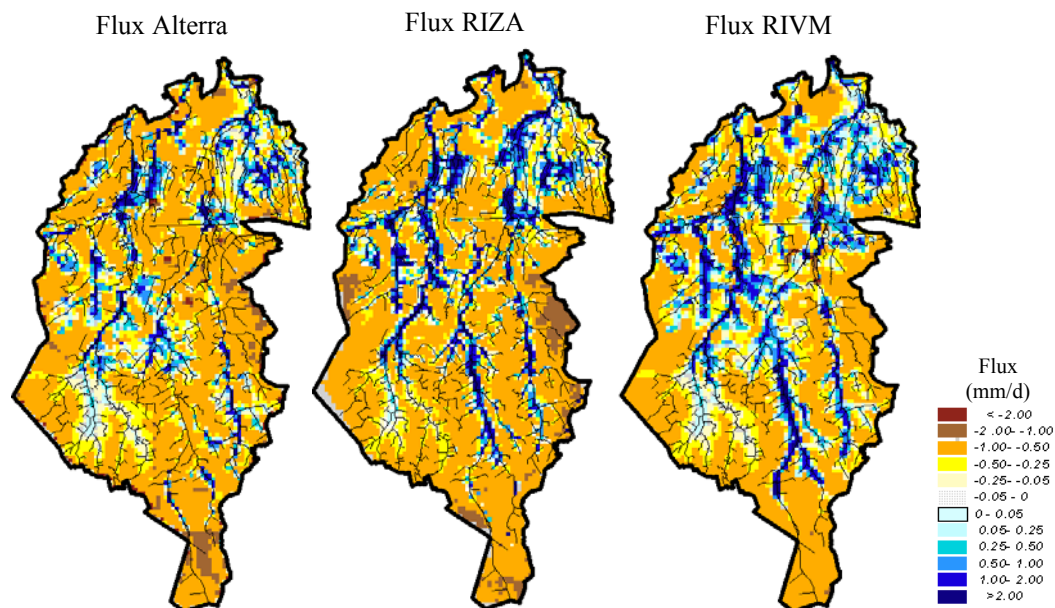 Flux Alterra
Flux RIZA
Flux RIVM
Flux
(mm/d)
< -2.00
-2.00- -1.00
-1.00- -0.50
-0.50- -0.25
-0.25- -0.05
-0.05 - 0
0 - 0.05
0.05- 0.25
0.25- 0.50
0.50- 1.00
1.00- 2.00
>2.00